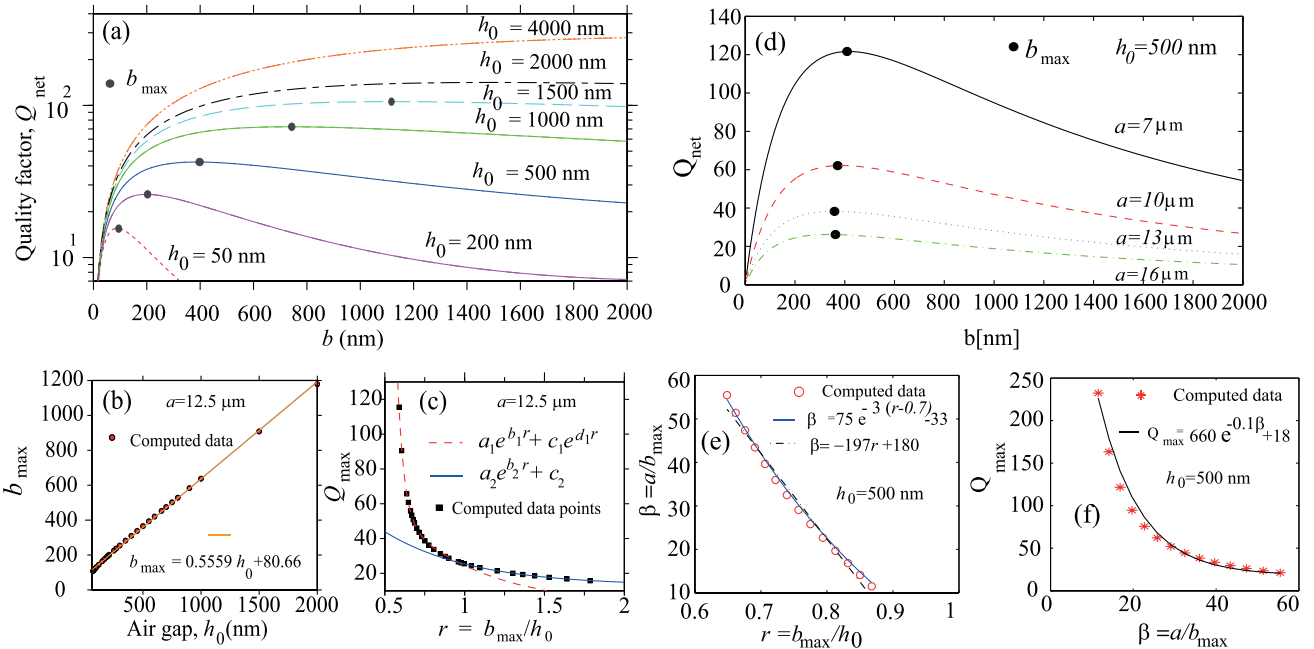 (a)
h0 = 4000 nm
h0 = 2000 nm
h0 = 1500 nm
h0 = 1000 nm
h0 = 500 nm
h0 = 200 nm
h0 = 50 nm
bmax
Quality factor, Qnet
10^2
10^1
0 200 400 600 800 1000 1200 1400 1600 1800 2000
b (nm)
(d)
bmax
h0=500 nm
a=7μm
a=10μm
a=13μm
a=16μm
Qnet
140
120
100
80
60
40
20
0
0 200 400 600 800 1000 1200 1400 1600 1800 2000
b[nm]
(b)
a=12.5 μm
Computed data
bmax = 0.5559 h0+80.66
bmax
1200
1000
800
600
400
200
0
500 1000 1500 2000
Air gap, h0(nm)
(c)
a=12.5 μm
a1e^b1r+ c1e^d1r
a2e^b2r+ c2
Computed data points
Qmax
120
100
80
60
40
20
0.5 1 1.5 2
r = bmax/h0
(e)
Computed data
β =75 e^- 3 (r-0.7)-33
β= −197r +180
h0=500 nm
β =a/bmax
60
50
40
30
20
10
0.6 0.7 0.8 0.9 1
r =bmax/h0
(f)
Computed data
Qmax = 660 e^-0.1β+18
h0=500 nm
Qmax
250
200
150
100
50
0
0 20 40 60
β =a/bmax